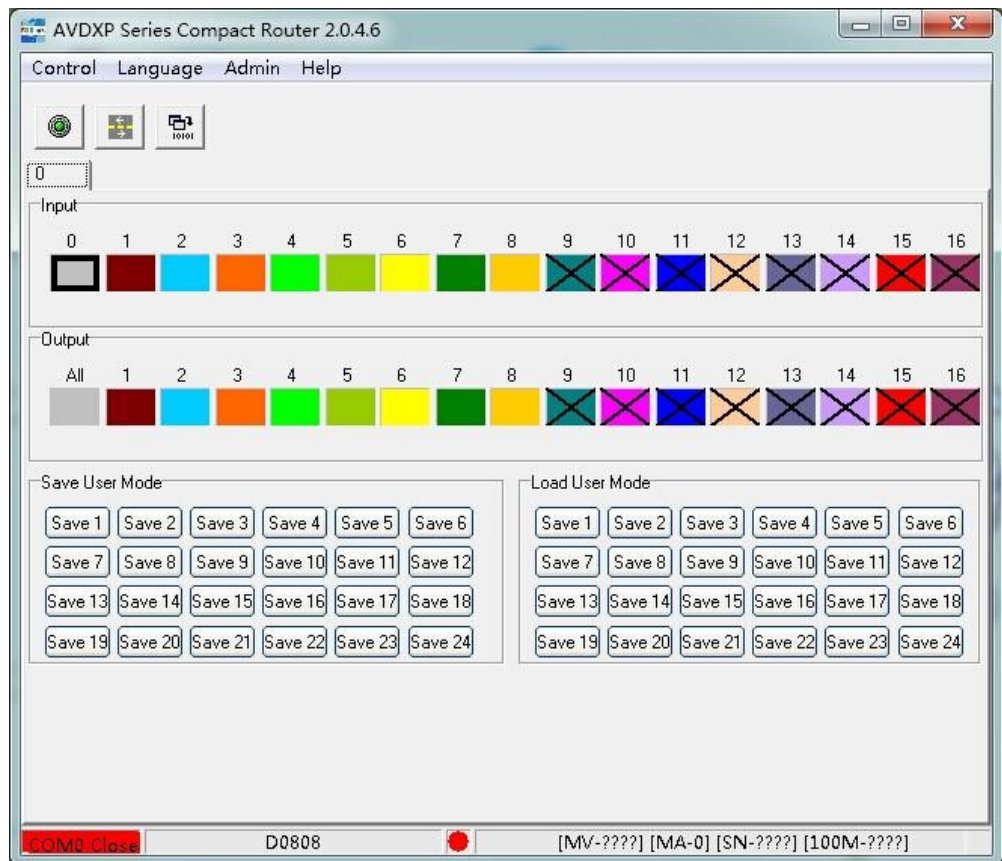 AVDXP Series Compact Router 2.0.4.6
Control Language Admin Help
10101
0
Input
0 1 2 3 4 5 6 7 8 9 10 11 12 13 14 15 16
Output
All 1 2 3 4 5 6 7 8 9 10 11 12 13 14 15 16
Save User Mode
Save 1 Save 2 Save 3 Save 4 Save 5 Save 6
Save 7 Save 8 Save 9 Save 10 Save 11 Save 12
Save 13 Save 14 Save 15 Save 16 Save 17 Save 18
Save 19 Save 20 Save 21 Save 22 Save 23 Save 24
Load User Mode
Save 1 Save 2 Save 3 Save 4 Save 5 Save 6
Save 7 Save 8 Save 9 Save 10 Save 11 Save 12
Save 13 Save 14 Save 15 Save 16 Save 17 Save 18
Save 19 Save 20 Save 21 Save 22 Save 23 Save 24
COM0 Close D0808 [MV-????] [MA-0] [SN-????] [100M-????]